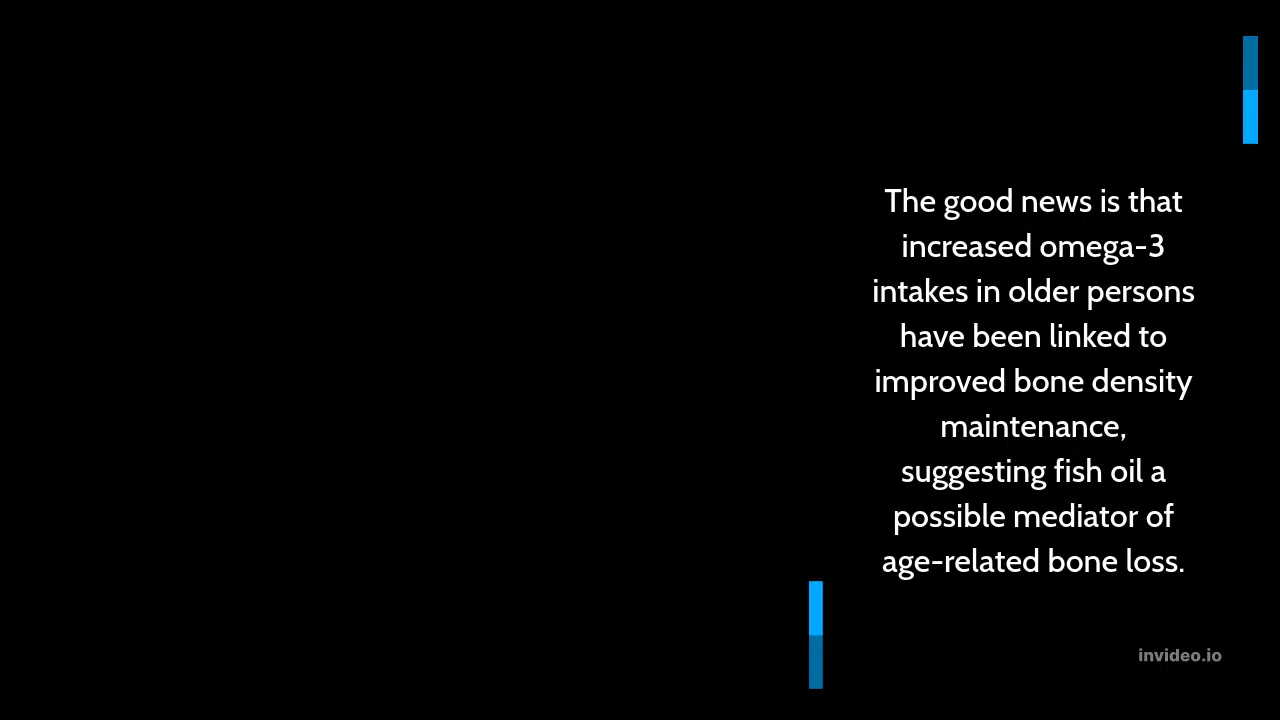 The good news is that
increased omega-3
intakes in older persons
have been linked to
improved bone density
maintenance,
suggesting fish oil a
possible mediator of
age-related bone loss.
invideo.io